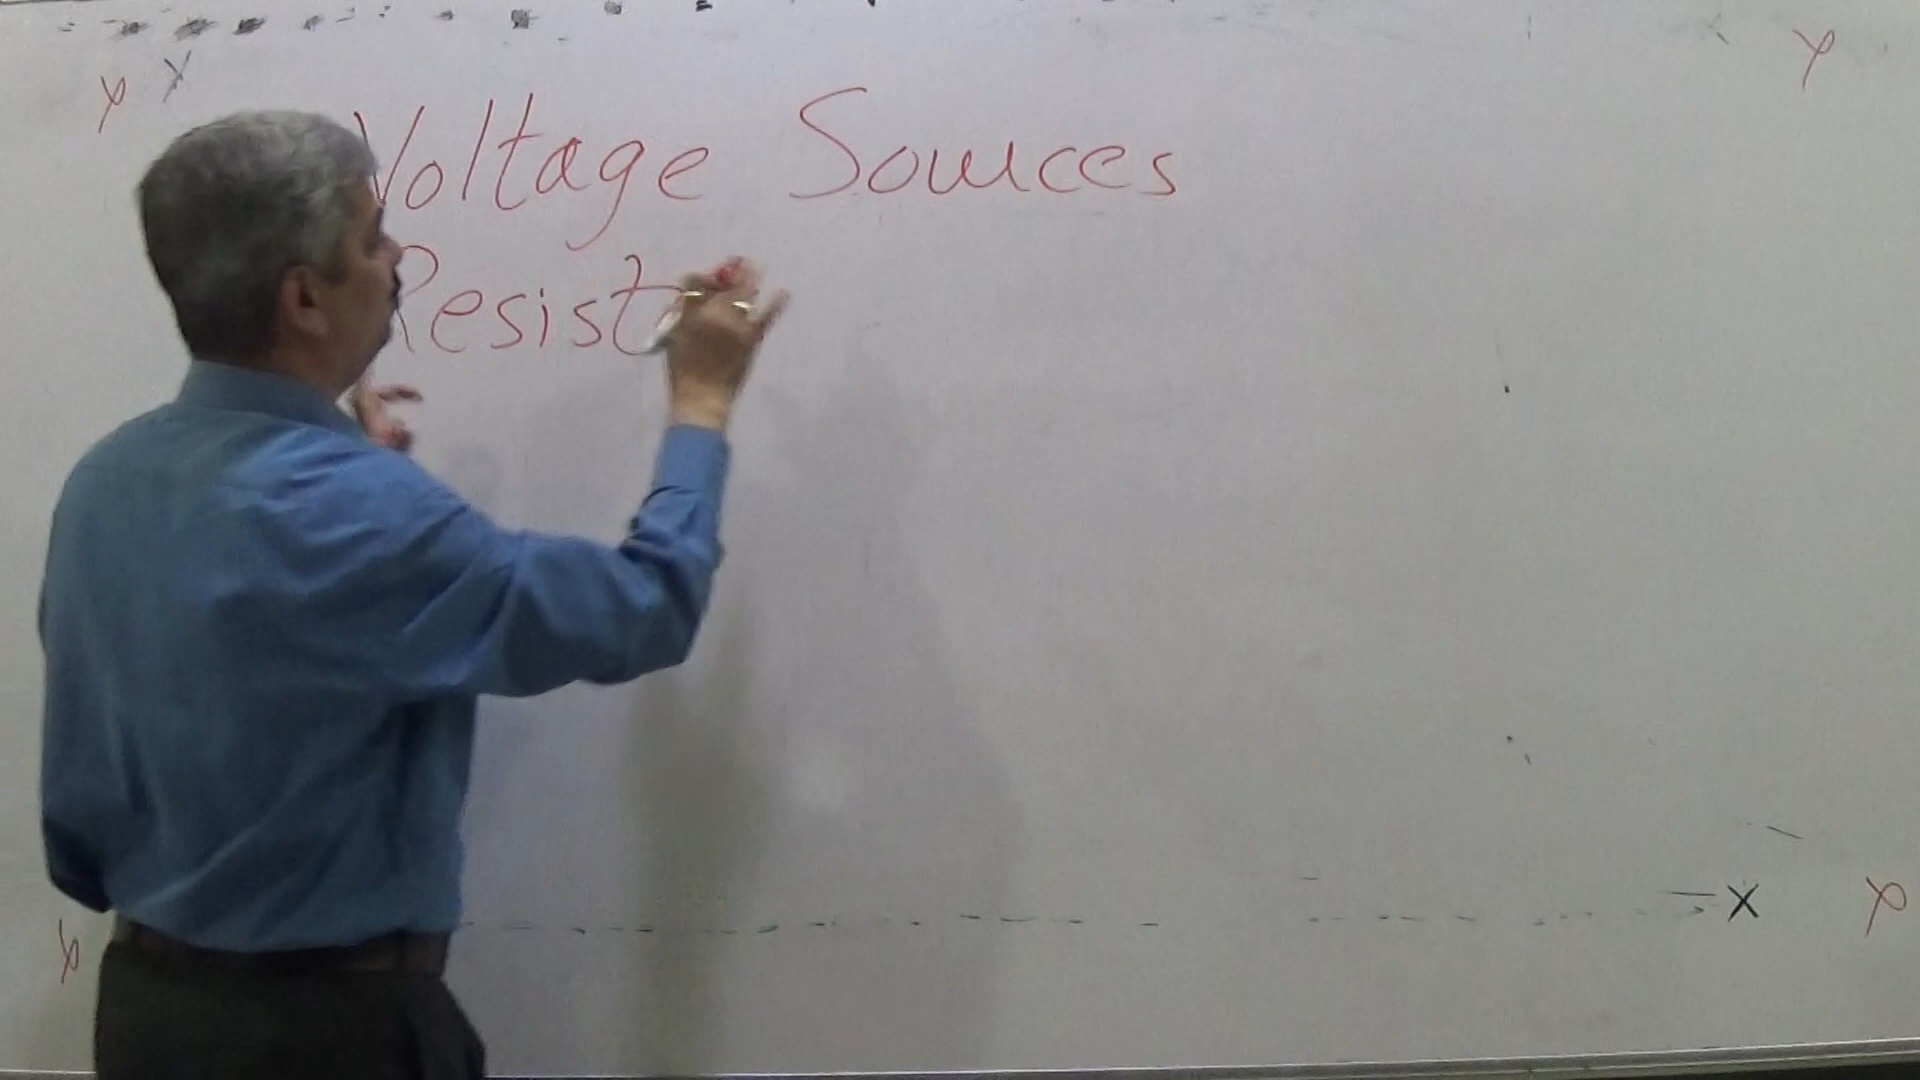 Y Y Y
Voltage Sources
Resist
X Y
Y